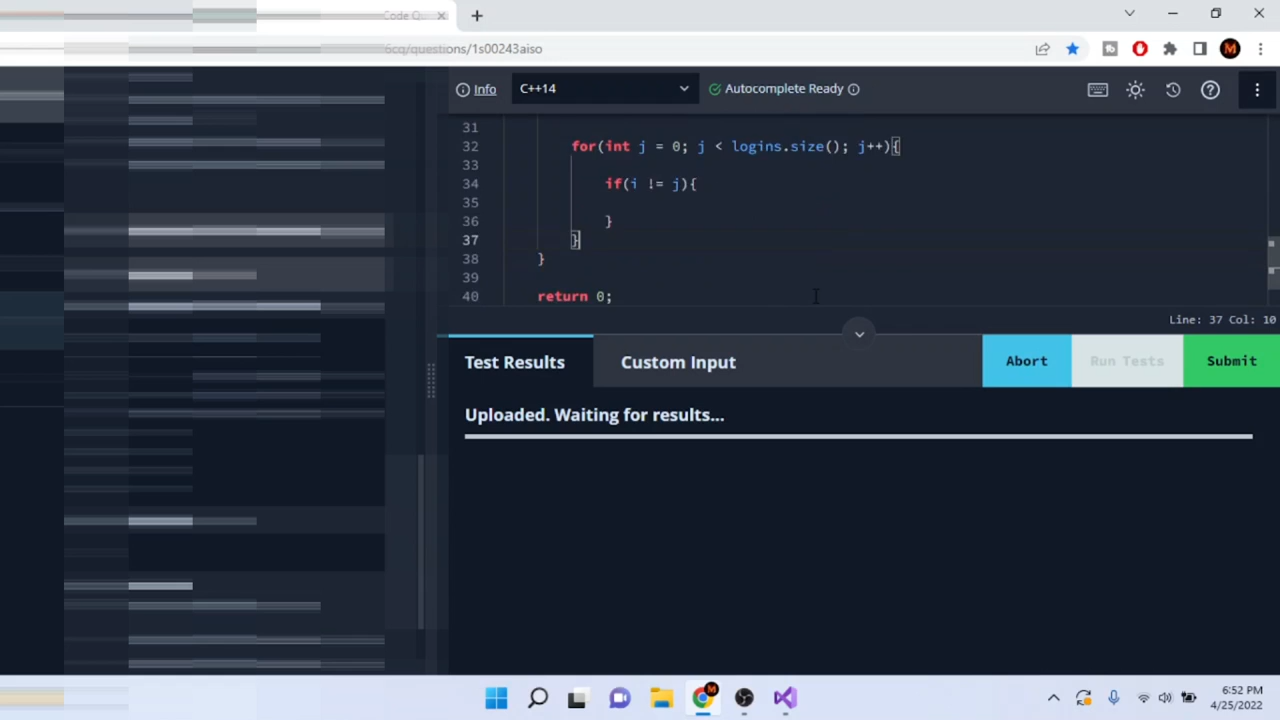 Code Qu
6cq/questions/1s00243aiso
Info
C++14
Autocomplete Ready
31
32 for(int j = 0; j < logins.size(); j++){
33
34 if(i != j){
35
36 }
37 }
38 }
39
40 return 0;
Line: 37 Col: 10
Test Results
Custom Input
Abort
Run Tests
Submit
Uploaded. Waiting for results...
6:52 PM
4/25/2022